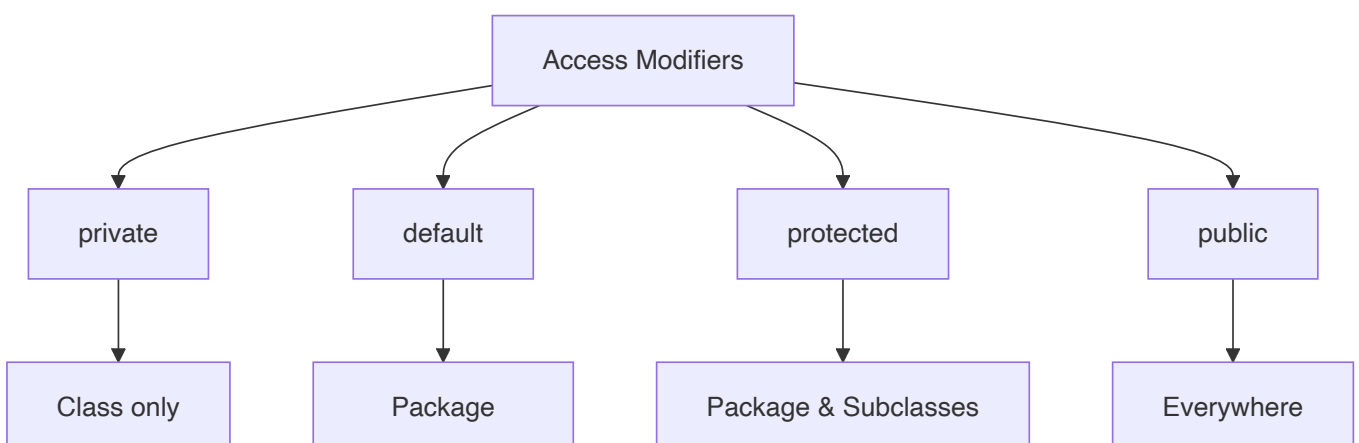 Access Modifiers
private
default
protected
public
Class only
Package
Package & Subclasses
Everywhere